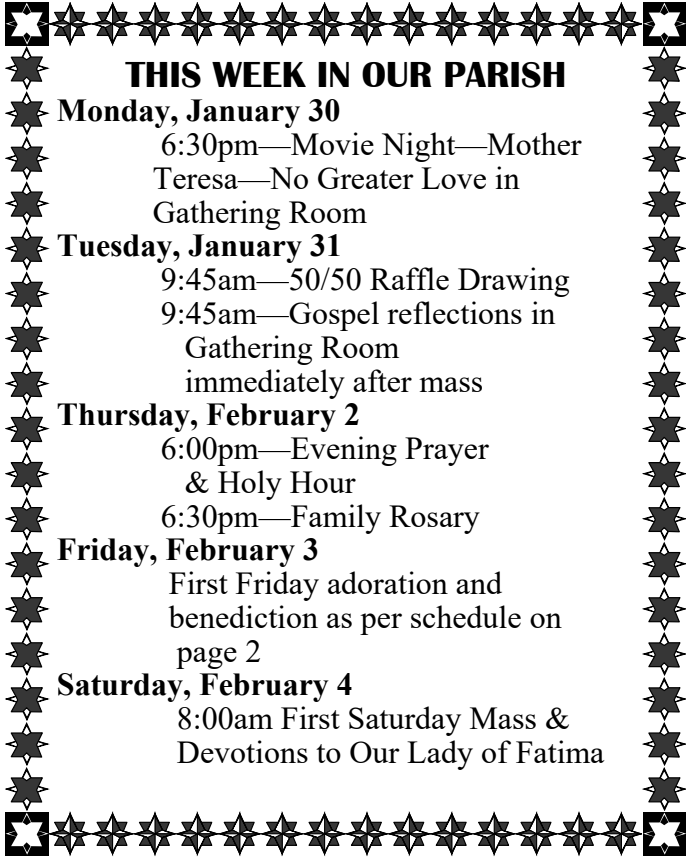 THIS WEEK IN OUR PARISH
Monday, January 30
6:30pm—Movie Night—Mother
Teresa—No Greater Love in
Gathering Room
Tuesday, January 31
9:45am—50/50 Raffle Drawing
9:45am—Gospel reflections in
Gathering Room
immediately after mass
Thursday, February 2
6:00pm—Evening Prayer
& Holy Hour
6:30pm—Family Rosary
Friday, February 3
First Friday adoration and
benediction as per schedule on
page 2
Saturday, February 4
8:00am First Saturday Mass &
Devotions to Our Lady of Fatima